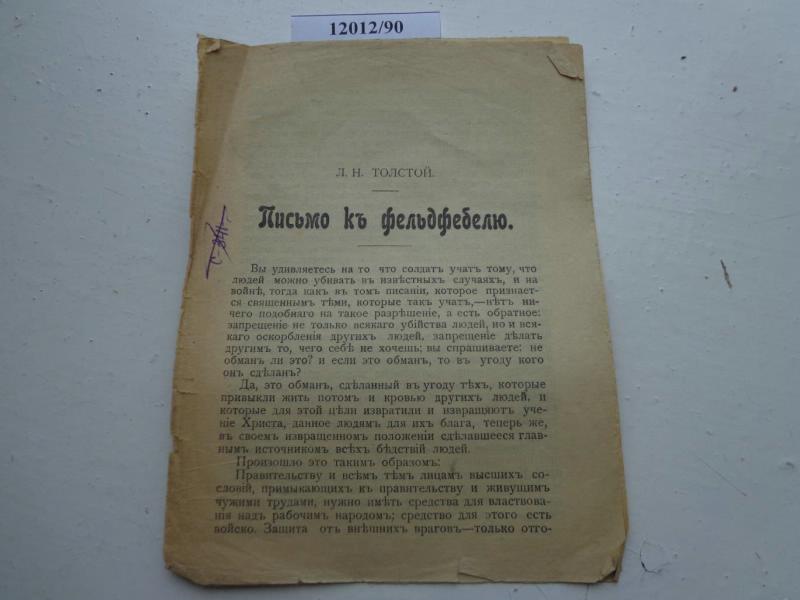 12012/90
Л. Н. ТОЛСТОЙ.
Письмо къ фельдфебелю.
Вы удивляетесь на то что солдатъ учатъ тому, что
людей можно убивать въ извѣстныхъ случаяхъ, и на
войнѣ, тогда какъ въ томъ писаніи, которое признает-
ся священнымъ тѣми, которые такъ учатъ,—нѣтъ ни-
чего подобнаго на такое разрѣшеніе, а есть обратное:
запрещеніе не только всякаго убійства людей, но и вся-
каго оскорбленія другихъ людей, запрещеніе дѣлать
другимъ то, чего себѣ не хочешь; вы спрашиваете: не
обманъ ли это? и если это обманъ, то въ угоду кого
онъ сдѣланъ?
Да, это обманъ, сдѣланный въ угоду тѣхъ, которые
привыкли жить потомъ и кровью другихъ людей, и
которые для этой цѣли извратили и извращяютъ уче-
ніе Христа, данное людямъ для ихъ блага, теперь же,
въ своемъ извращенномъ положеніи сдѣлавшееся глав-
нымъ источникомъ всѣхъ бѣдствій людей.
Произошло это такимъ образомъ:
Правительству и всѣмъ тѣмъ лицамъ высшихъ со-
словій, примыкающихъ къ правительству и живущимъ
чужими трудами, нужно имѣть средства для властвова-
нія надъ рабочимъ народомъ; средство для этого есть
войско. Защита отъ внѣшнихъ враговъ—только отго-